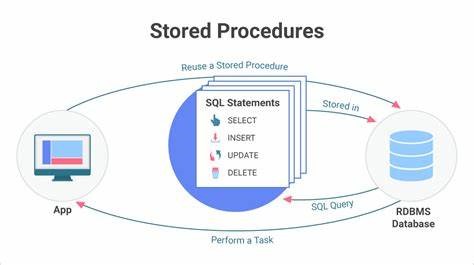 Stored Procedures
Reuse a Stored Procedure
SQL Statements
SELECT
INSERT
UPDATE
DELETE
Stored in
SQL Query
App
RDBMS
Database
Perform a Task